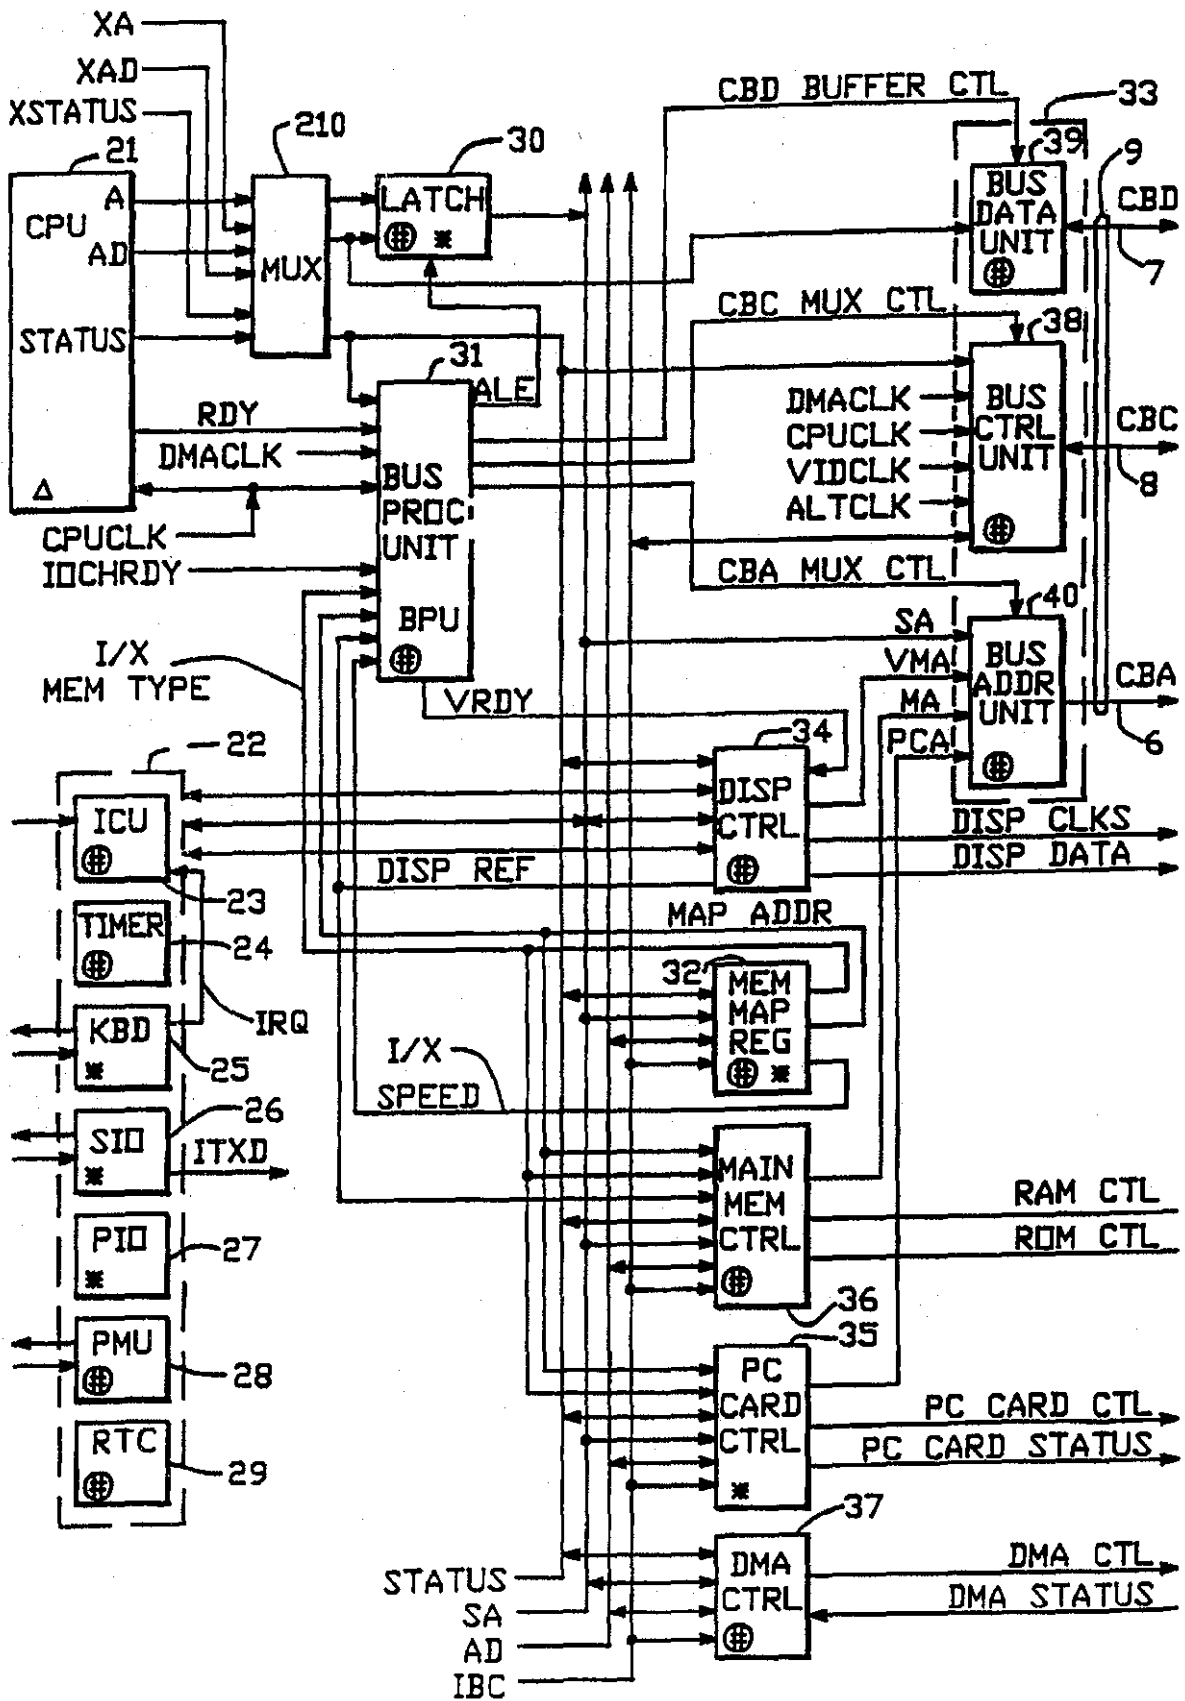 XA
XAD
XSTATUS
21
210
30
CBD BUFFER CTL
33
39
9
A
CPU
AD
STATUS
MUX
LATCH
# *
BUS
DATA
UNIT
#
CBD
7
CBC MUX CTL
38
31
ALE
RDY
DMACLK
Δ
CPUCLK
IOCHRDY
BUS
PROC
UNIT
BPU
#
DMACLK
CPUCLK
VIDCLK
ALTCLK
BUS
CTRL
UNIT
#
CBC
8
CBA MUX CTL
40
SA
VMA
MA
PCA
BUS
ADDR
UNIT
#
CBA
6
I/X
MEM TYPE
VRDY
34
22
ICU
#
23
DISP
CTRL
#
DISP CLKS
DISP DATA
DISP REF
TIMER
#
24
MAP ADDR
32
MEM
MAP
REG
# *
KBD
*
25
IRQ
I/X
SPEED
SIO
*
26
ITXD
MAIN
MEM
CTRL
#
36
RAM CTL
ROM CTL
PIO
*
27
35
PMU
#
28
PC
CARD
CTRL
*
PC CARD CTL
PC CARD STATUS
RTC
#
29
37
DMA
CTRL
#
DMA CTL
DMA STATUS
STATUS
SA
AD
IBC